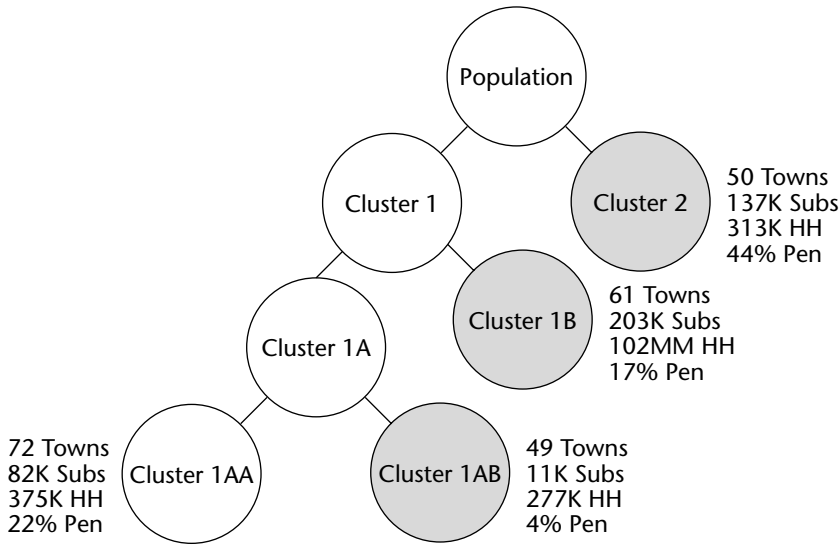 Population
Cluster 1
Cluster 2
50 Towns
137K Subs
313K HH
44% Pen
Cluster 1A
Cluster 1B
61 Towns
203K Subs
102MM HH
17% Pen
Cluster 1AA
72 Towns
82K Subs
375K HH
22% Pen
Cluster 1AB
49 Towns
11K Subs
277K HH
4% Pen